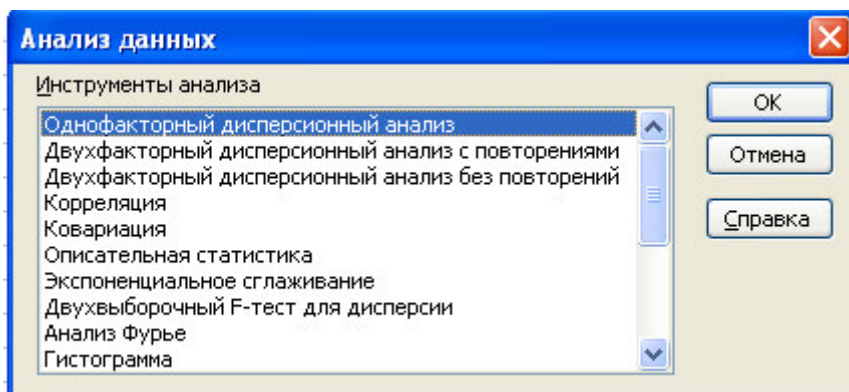 Анализ данных
Инструменты анализа
Однофакторный дисперсионный анализ
Двухфакторный дисперсионный анализ с повторениями
Двухфакторный дисперсионный анализ без повторений
Корреляция
Ковариация
Описательная статистика
Экспоненциальное сглаживание
Двухвыборочный F-тест для дисперсии
Анализ Фурье
Гистограмма
ОК
Отмена
Справка